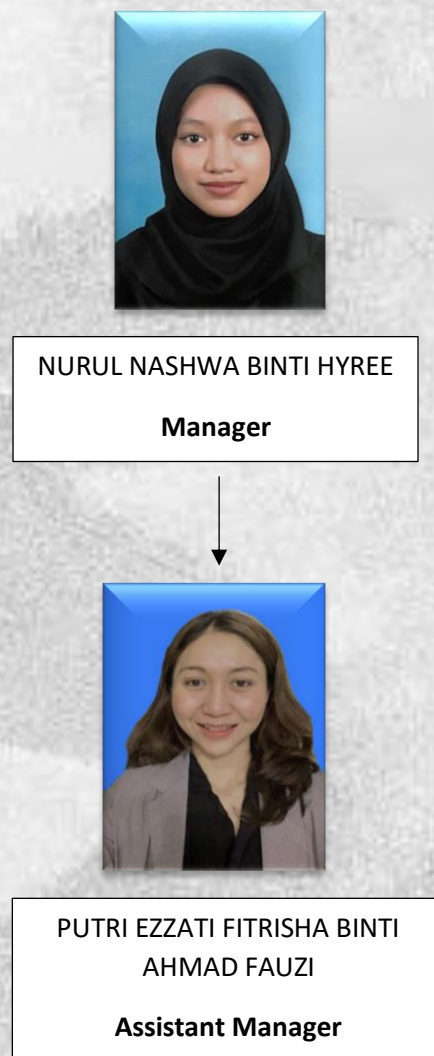 NURUL NASHWA BINTI HYREE
Manager
PUTRI EZZATI FITRISHA BINTI
AHMAD FAUZI
Assistant Manager